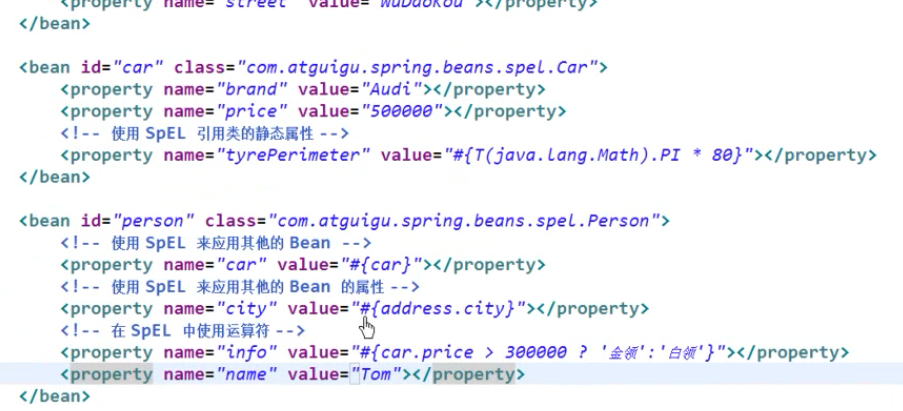 <property name="street" value="WuDaoKou"></property>
</bean>
<bean id="car" class="com.atguigu.spring.beans.spel.Car">
<property name="brand" value="Audi"></property>
<property name="price" value="500000"></property>
<!-- 使用 SpEL 引用类的静态属性 -->
<property name="tyrePerimeter" value="#{T(java.lang.Math).PI * 80}"></property>
</bean>
<bean id="person" class="com.atguigu.spring.beans.spel.Person">
<!-- 使用 SpEL 来应用其他的 Bean -->
<property name="car" value="#{car}"></property>
<!-- 使用 SpEL 来应用其他的 Bean 的属性 -->
<property name="city" value="#{address.city}"></property>
<!-- 在 SpEL 中使用运算符 -->
<property name="info" value="#{car.price > 300000 ? '金领':'白领'}"></property>
<property name="name" value="Tom"></property>
</bean>